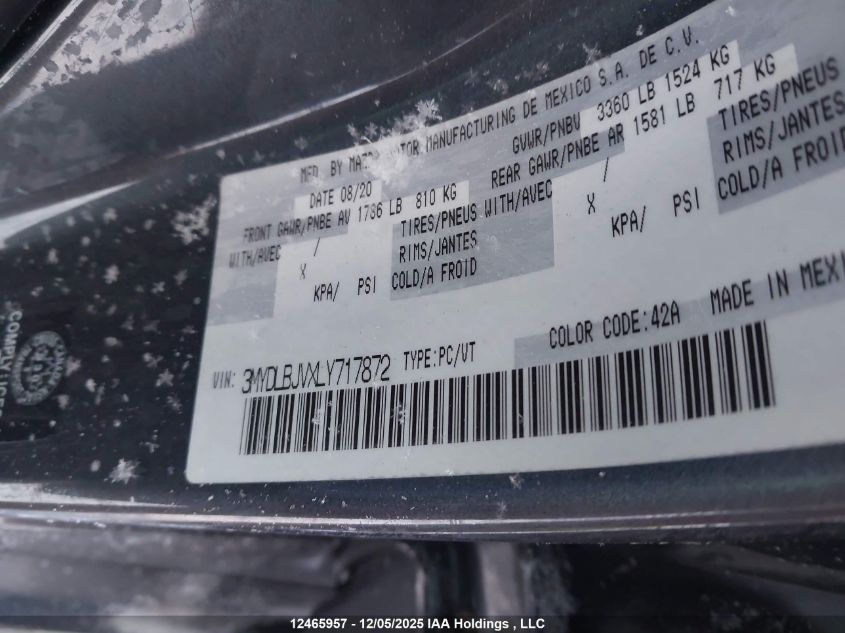 MFD. BY MAZDA MOTOR MANUFACTURING DE MEXICO S.A. DE C.V.
DATE 08/20 GVWR/PNBV 3360 LB 1524 KG
FRONT GAWR/PNBE AV 1786 LB 810 KG REAR GAWR/PNBE AR 1581 LB 717 KG
WITH/AVEC / TIRES/PNEUS WITH/AVEC / TIRES/PNEUS
X RIMS/JANTES X RIMS/JANTES
KPA/ PSI COLD/A FROID KPA/ PSI COLD/A FROID
VIN: 3MYDLBJVXLY717872 TYPE:PC/VT COLOR CODE:42A MADE IN MEXI
12465957 - 12/05/2025 IAA Holdings , LLC